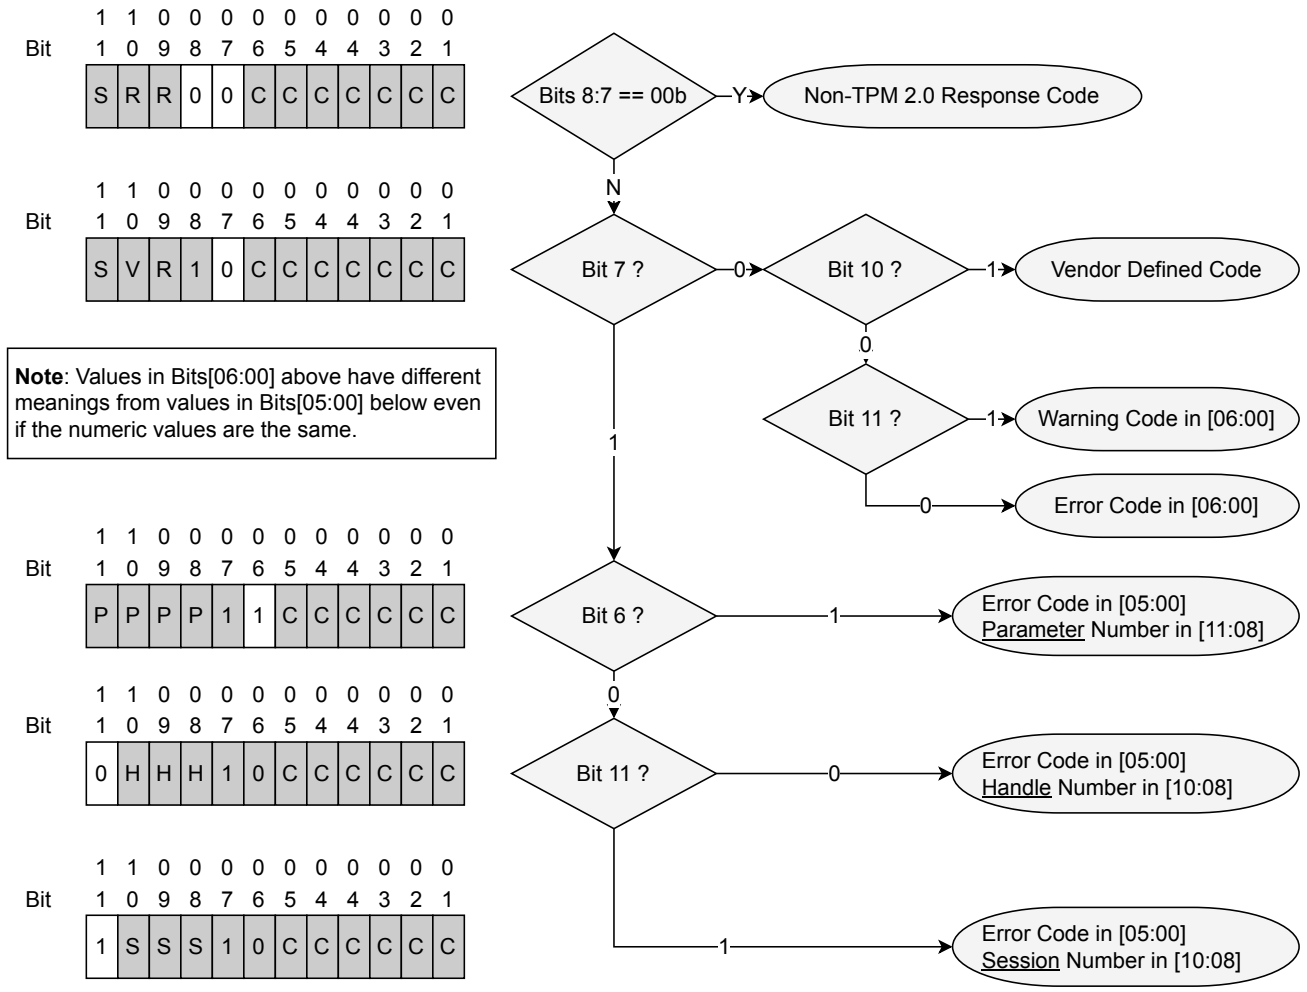 1 1 0 0 0 0 0 0 0 0 0 0
Bit 1 0 9 8 7 6 5 4 4 3 2 1
S R R 0 0 C C C C C C C
Bits 8:7 == 00b Y Non-TPM 2.0 Response Code
N
1 1 0 0 0 0 0 0 0 0 0 0
Bit 1 0 9 8 7 6 5 4 4 3 2 1
S V R 1 0 C C C C C C C
Bit 7 ? 0 Bit 10 ? 1 Vendor Defined Code
0
Note: Values in Bits[06:00] above have different
meanings from values in Bits[05:00] below even
if the numeric values are the same.
Bit 11 ? 1 Warning Code in [06:00]
1
0 Error Code in [06:00]
1 1 0 0 0 0 0 0 0 0 0 0
Bit 1 0 9 8 7 6 5 4 4 3 2 1
P P P P 1 1 C C C C C C
Bit 6 ? 1
Error Code in [05:00]
Parameter Number in [11:08]
0
1 1 0 0 0 0 0 0 0 0 0 0
Bit 1 0 9 8 7 6 5 4 4 3 2 1
0 H H H 1 0 C C C C C C
Bit 11 ? 0
Error Code in [05:00]
Handle Number in [10:08]
1 1 0 0 0 0 0 0 0 0 0 0
Bit 1 0 9 8 7 6 5 4 4 3 2 1
1 S S S 1 0 C C C C C C
1
Error Code in [05:00]
Session Number in [10:08]